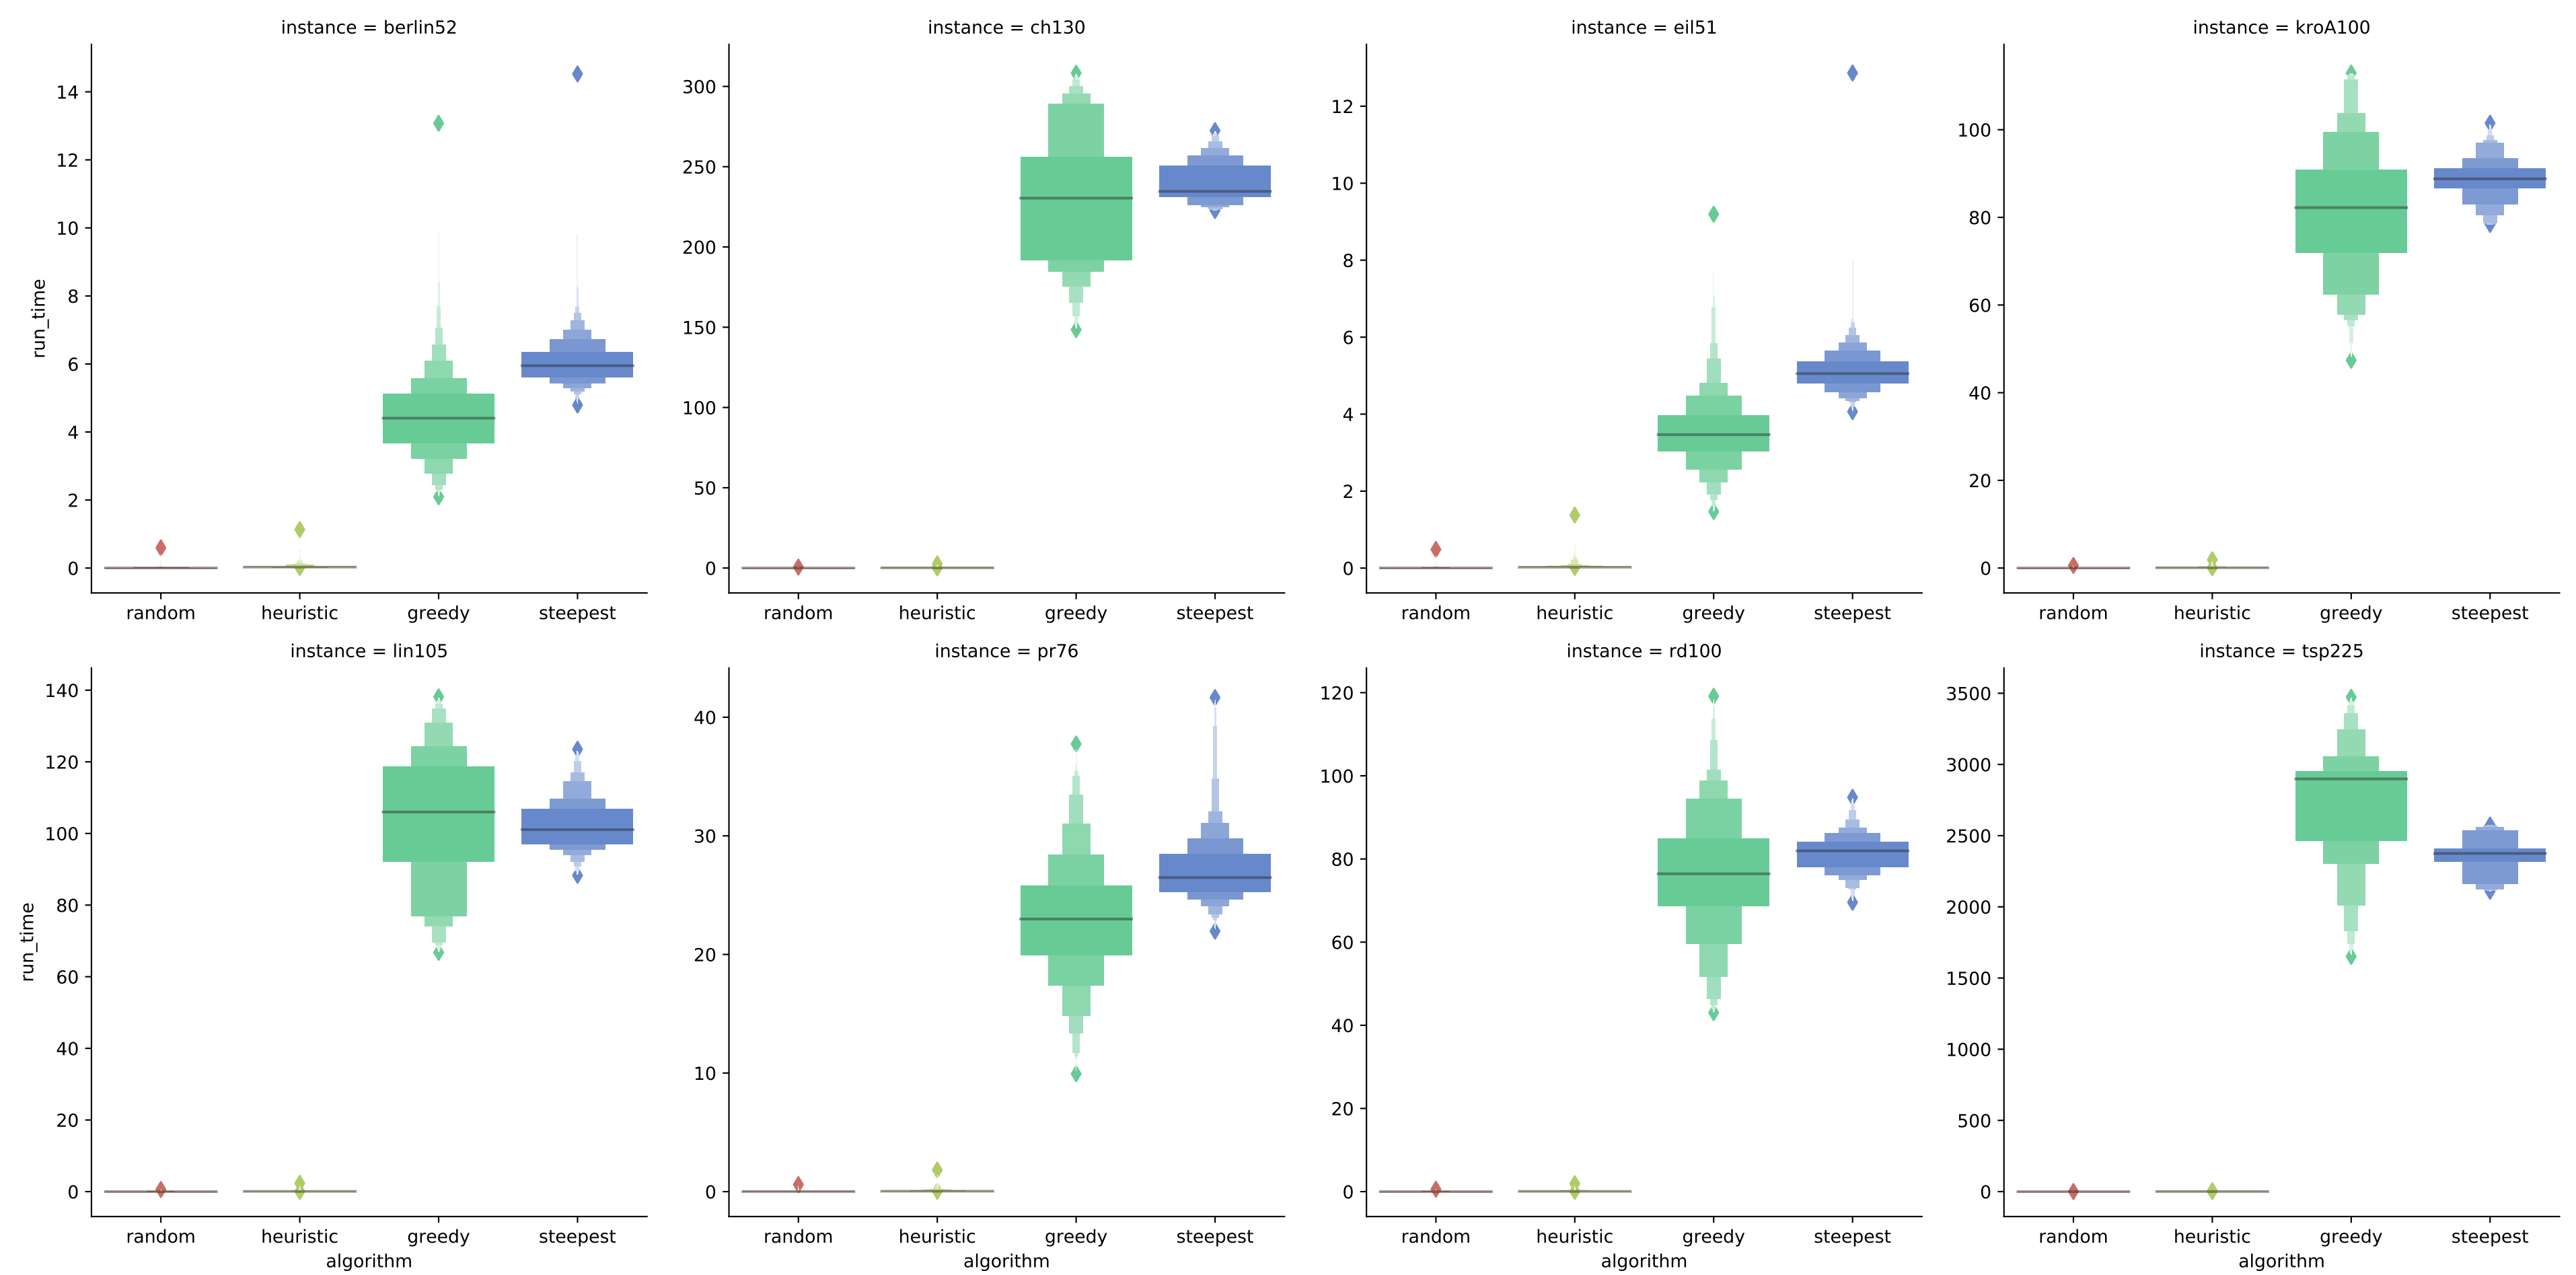 instance = berlin52
14
12
10
8
6
4
2
0
run_time
random heuristic greedy steepest
instance = ch130
300
250
200
150
100
50
0
random heuristic greedy steepest
instance = eil51
12
10
8
6
4
2
0
random heuristic greedy steepest
instance = kroA100
100
80
60
40
20
0
random heuristic greedy steepest
instance = lin105
140
120
100
80
60
40
20
0
run_time
random heuristic greedy steepest
algorithm
instance = pr76
40
30
20
10
0
random heuristic greedy steepest
algorithm
instance = rd100
120
100
80
60
40
20
0
random heuristic greedy steepest
algorithm
instance = tsp225
3500
3000
2500
2000
1500
1000
500
0
random heuristic greedy steepest
algorithm